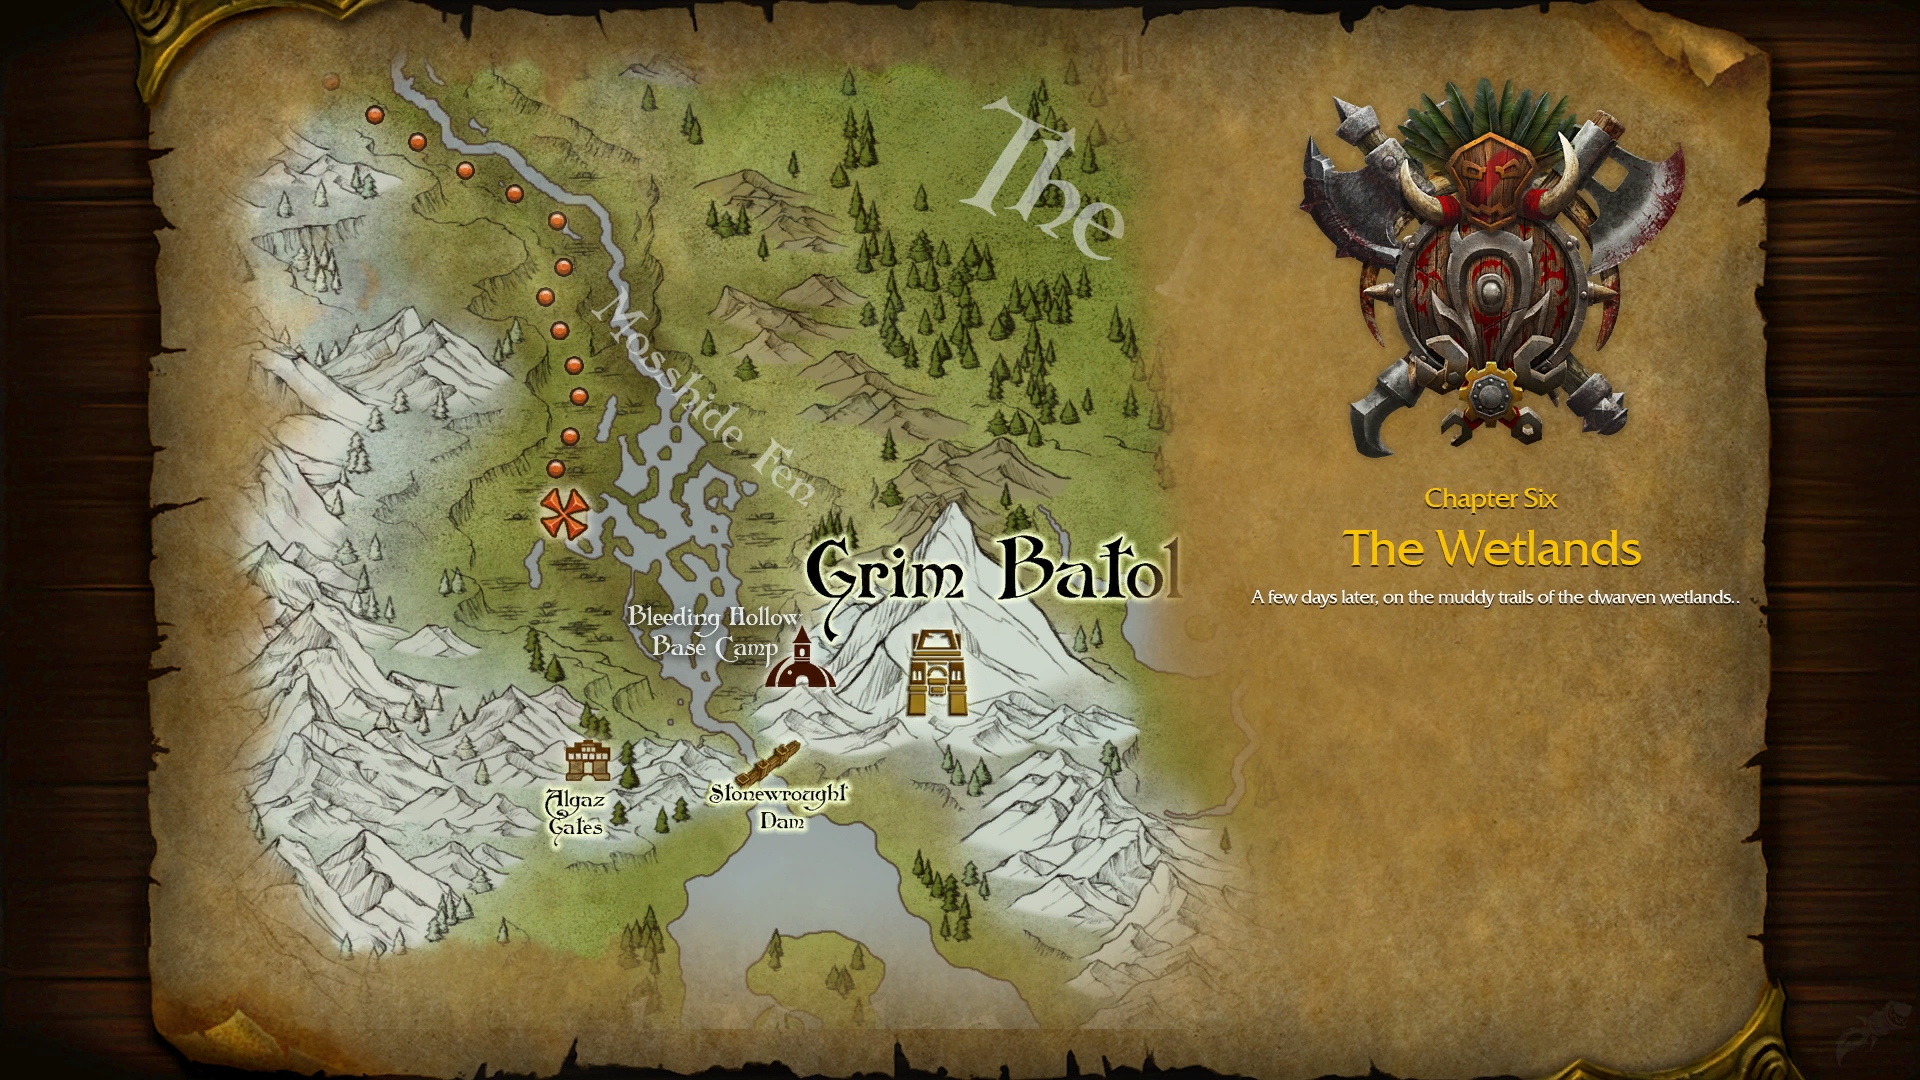 The
Mosshide Fen
Grim Batol
Bleeding Hollow
Base Camp
Algaz
Gates
Stonewrought
Dam
Chapter Six
The Wetlands
A few days later, on the muddy trails of the dwarven wetlands..